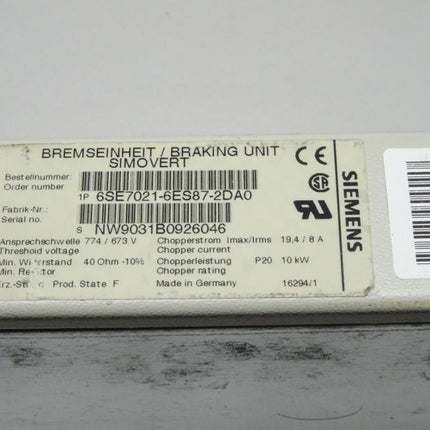 BREMSEINHEIT / BRAKING UNIT
SIMOVERT
Bestellnummer:
Order number
1P 6SE7021-6ES87-2DA0
Fabrik-Nr.:
Serial no.
S NW9031B0926046
Ansprechschwelle 774 / 673 V Chopperstrom Imax/Irms 19,4 / 8 A
Threshold voltage Chopper current
Min. 40 Ohm -10% Chopperleistung P20 10 kW
Min. Chopper rating
Prod. State F Made in Germany 16294/1
SIEMENS
CE